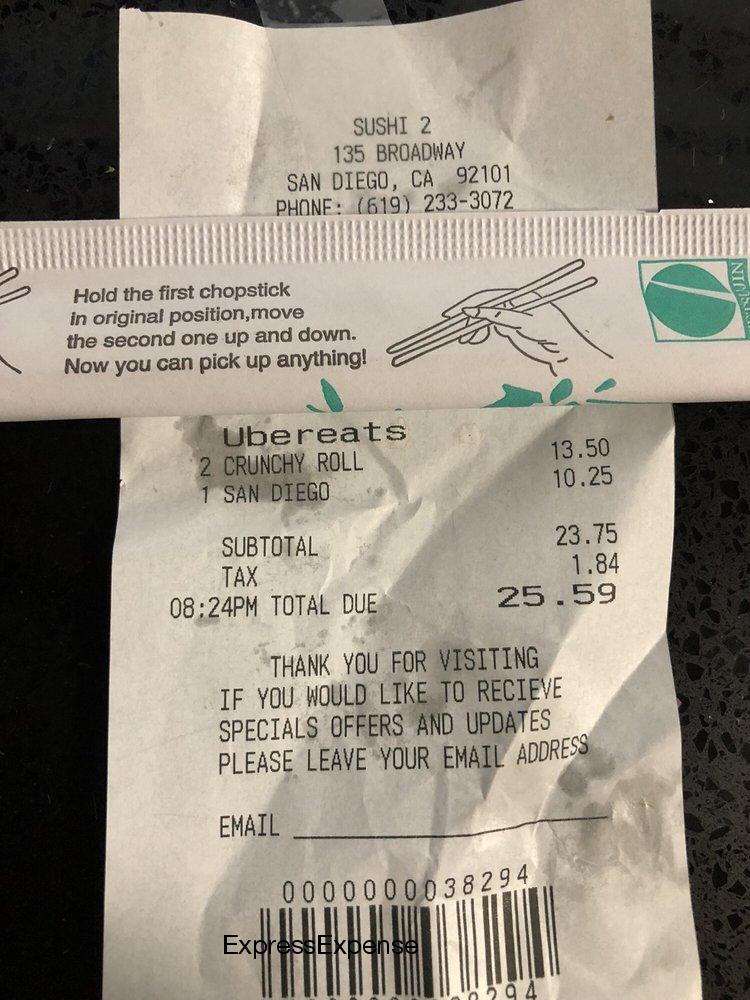 SUSHI 2
135 BROADWAY
SAN DIEGO, CA 92101
PHONE: (619) 233-3072
Hold the first chopstick
in original position,move
the second one up and down.
Now you can pick up anything!
Ubereats
2 CRUNCHY ROLL 13.50
1 SAN DIEGO 10.25
SUBTOTAL 23.75
TAX 1.84
08:24PM TOTAL DUE 25.59
THANK YOU FOR VISITING
IF YOU WOULD LIKE TO RECIEVE
SPECIALS OFFERS AND UPDATES
PLEASE LEAVE YOUR EMAIL ADDRESS
EMAIL
0000000038294
ExpressExpense